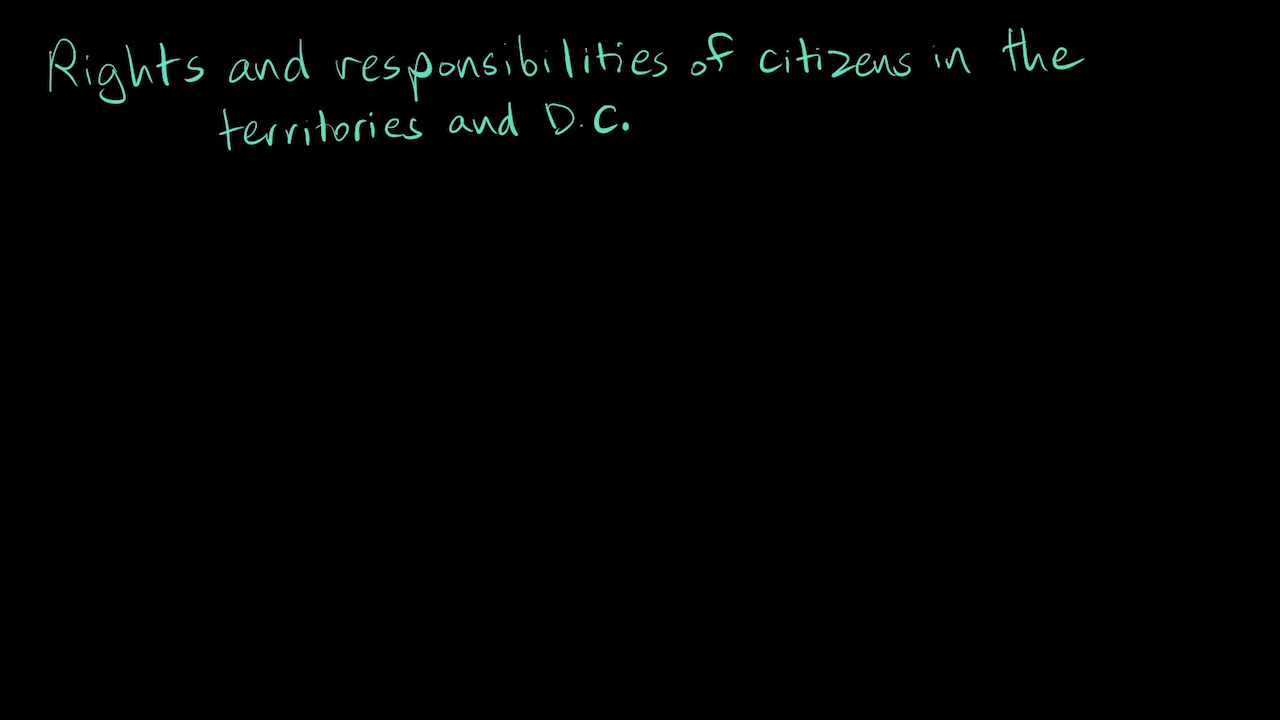 Rights and responsibilities of citizens in the
territories and D.C.